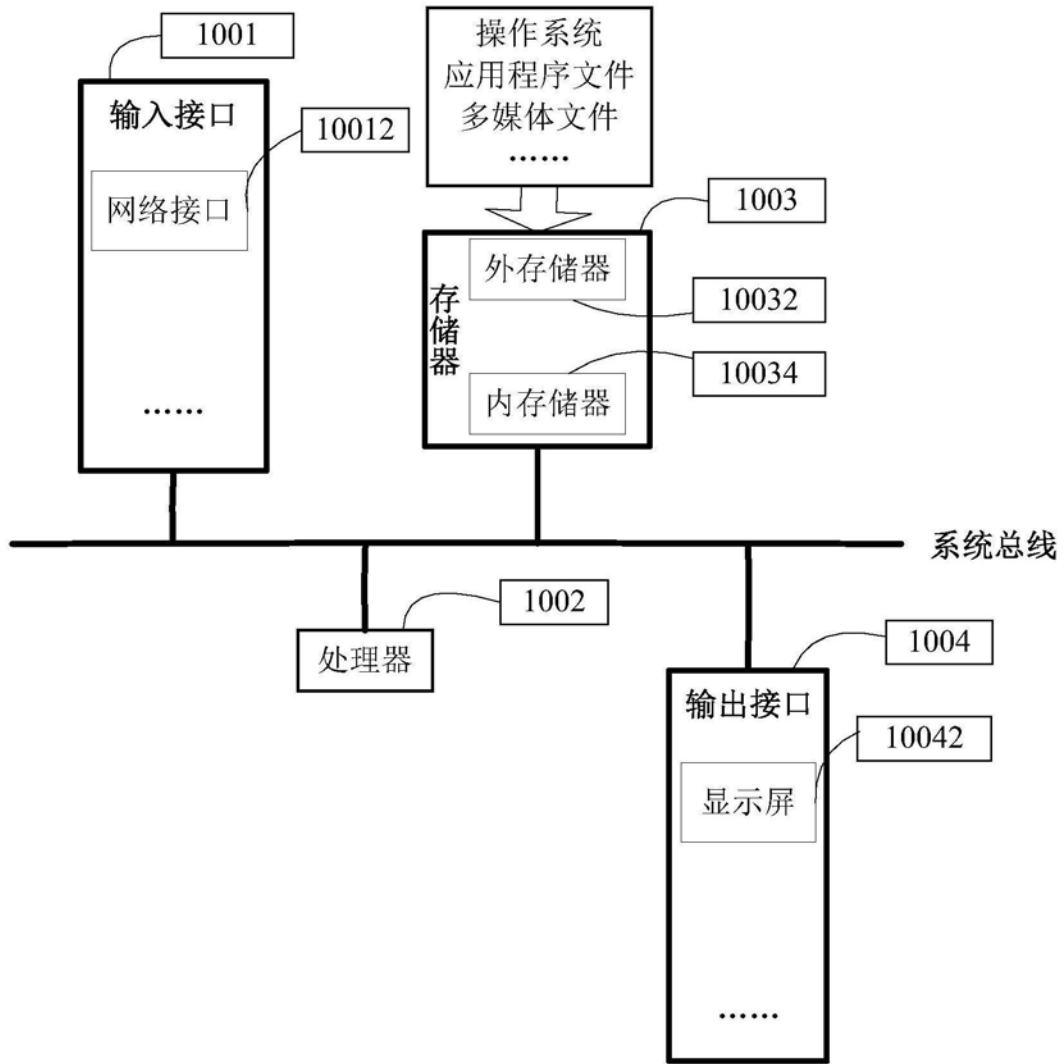 1001
输入接口
10012
网络接口
……
操作系统
应用程序文件
多媒体文件
……
1003
存储器
外存储器
10032
10034
内存储器
系统总线
1002
处理器
1004
输出接口
10042
显示屏
……